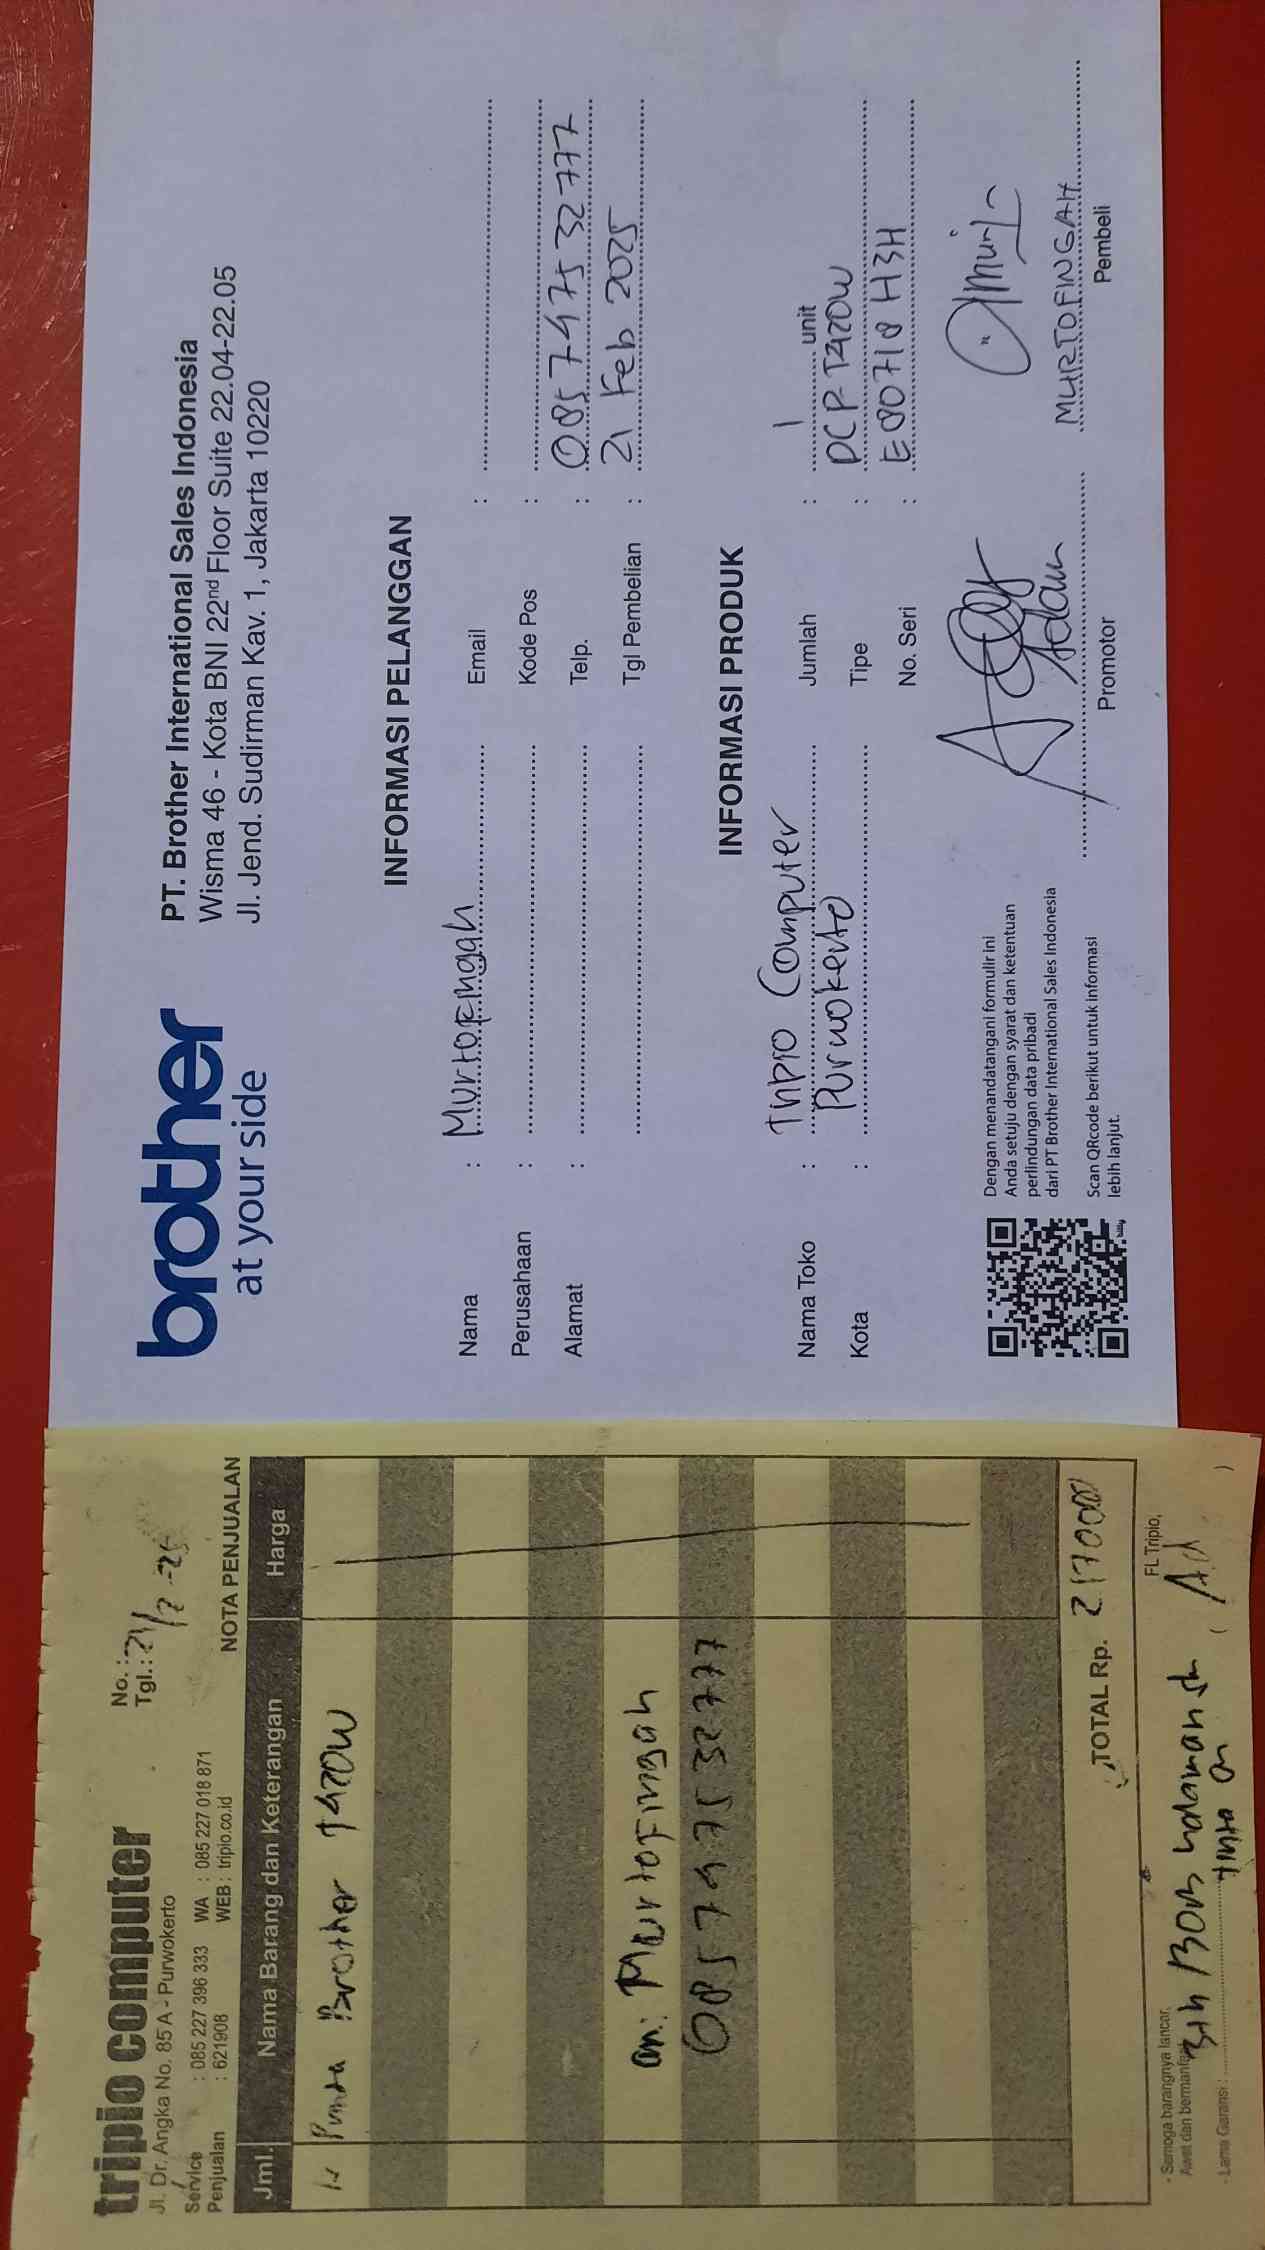 tripio computer
Jl. Dr. Angka No. 85 A - Purwokerto
Service : 085 227 396 333 WA : 085 227 018 871
Penjualan : 621908 WEB : tripio.co.id
No. :
Tgl. : 21/2-25
NOTA PENJUALAN
Jml. Nama Barang dan Keterangan Harga
Brother T420W
an: Murtofingah
085747532777
TOTAL Rp. 2170000
- Semoga barangnya lancar,
Awet dan bermanfaat
- Lama Garansi :
3th / 30rb halaman
tinta
FL Tripio,
( )
brother
at your side
PT. Brother International Sales Indonesia
Wisma 46 - Kota BNI 22nd Floor Suite 22.04-22.05
Jl. Jend. Sudirman Kav. 1, Jakarta 10220
INFORMASI PELANGGAN
Nama : Murtofingah Email :
Perusahaan : Kode Pos :
Alamat : Telp. : 085747532777
Tgl Pembelian : 21 Feb 2025
INFORMASI PRODUK
Nama Toko : Tripio Computer Jumlah : 1 unit
Kota : Purwokerto Tipe : DCP-T420W
No. Seri : E80718H3H
Dengan menandatangani formulir ini
Anda setuju dengan syarat dan ketentuan
perlindungan data pribadi
dari PT Brother International Sales Indonesia
Scan QRcode berikut untuk informasi
lebih lanjut.
Adam MURTOFINGAH
Promotor Pembeli